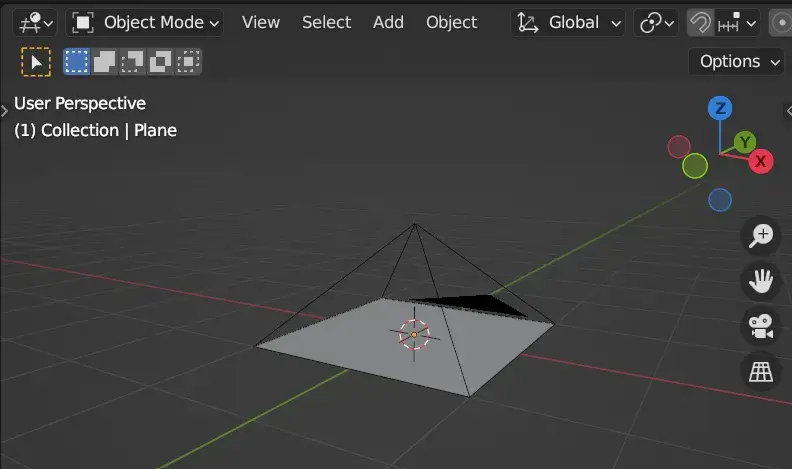 Object Mode View Select Add Object Global
Options
User Perspective
(1) Collection | Plane
Z
Y
X